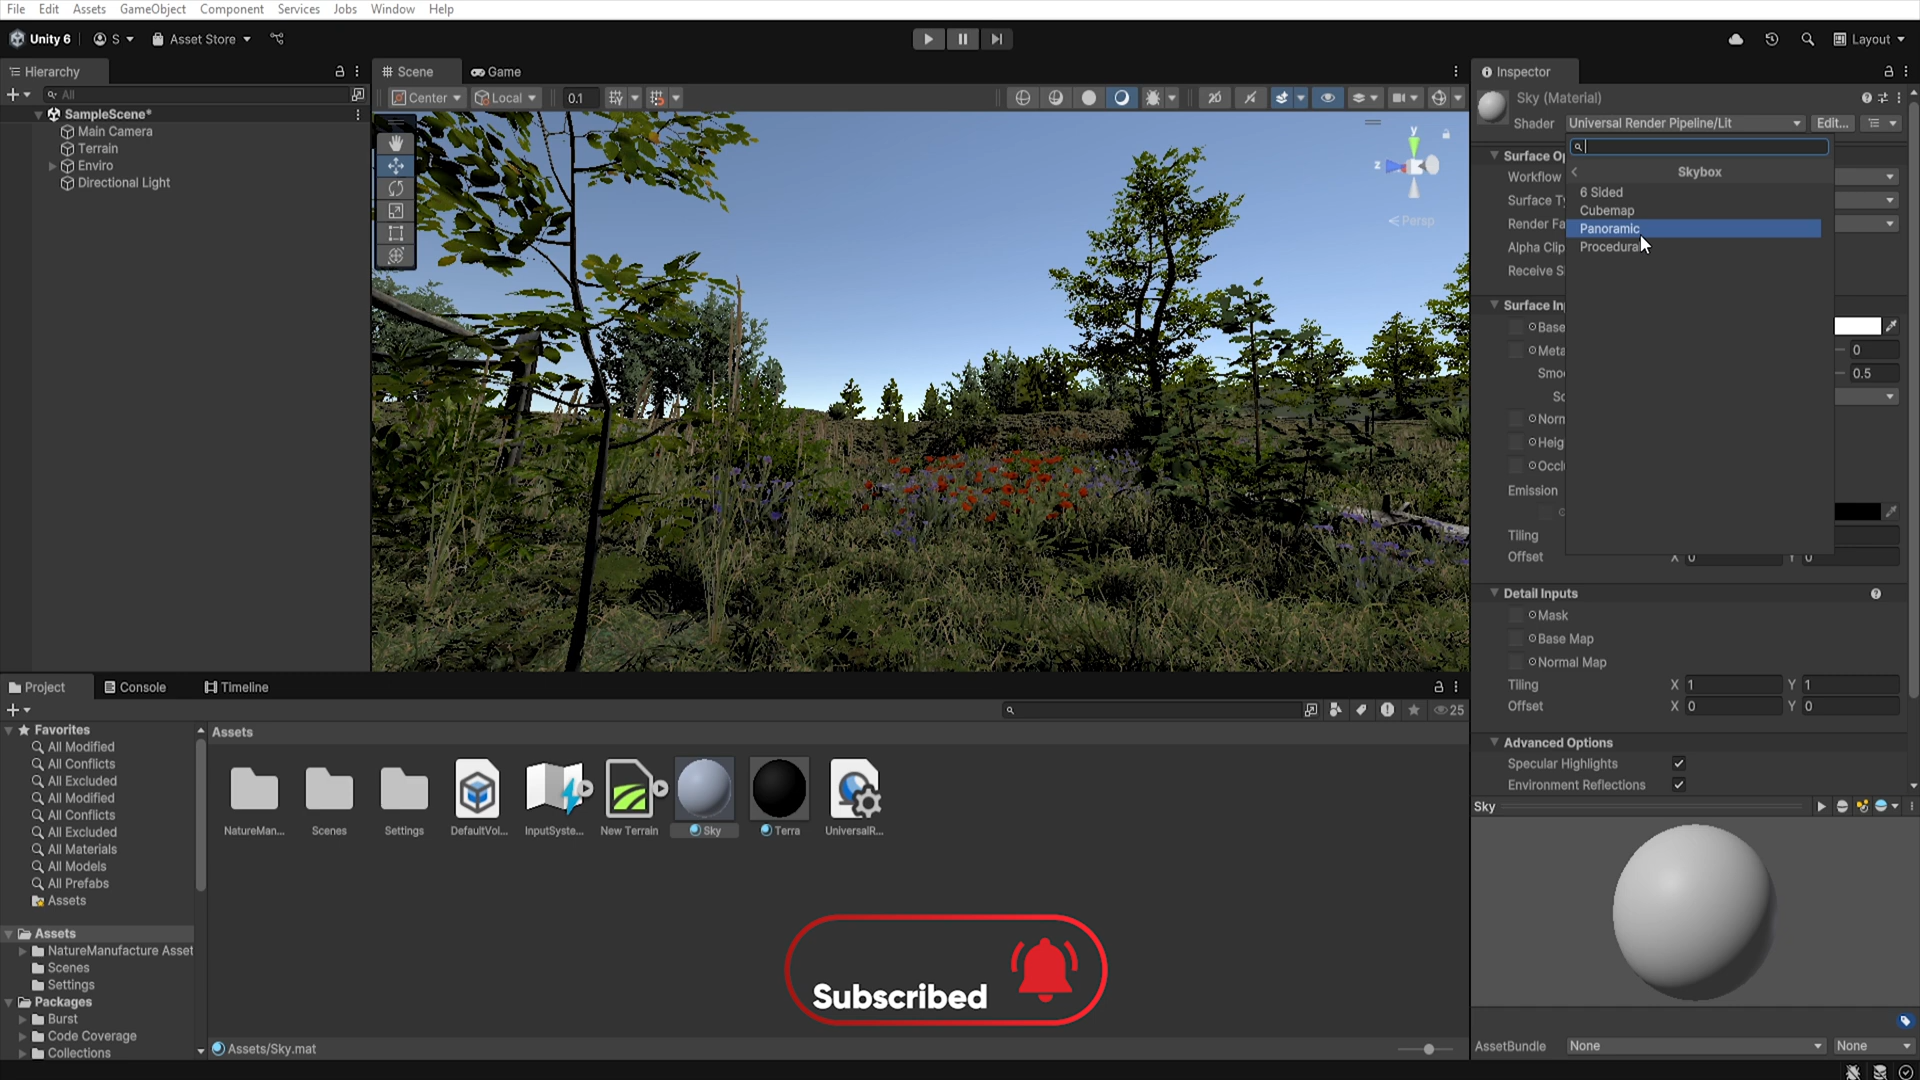 File Edit Assets GameObject Component Services Jobs Window Help
Unity 6 S Asset Store Layout
Hierarchy
All
SampleScene*
Main Camera
Terrain
Enviro
Directional Light
Scene Game
Center Local 0.1 2D
y
z
Persp
Inspector
Sky (Material)
Shader Universal Render Pipeline/Lit Edit...
Skybox
6 Sided
Cubemap
Panoramic
Procedural
Surface Op
Workflow
Surface Ty
Render Fa
Alpha Clip
Receive S
Surface In
Base
Meta 0
Smo 0.5
So
Norn
Heig
Occl
Emission
Tiling
Offset X 0 Y 0
Detail Inputs
Mask
Base Map
Normal Map
Tiling X 1 Y 1
Offset X 0 Y 0
Advanced Options
Specular Highlights
Environment Reflections
Sky
AssetBundle None None
Project Console Timeline
25
Favorites
All Modified
All Conflicts
All Excluded
All Modified
All Conflicts
All Excluded
All Materials
All Models
All Prefabs
Assets
Assets
NatureManufacture Asset
Scenes
Settings
Packages
Burst
Code Coverage
Collections
Assets
NatureMan... Scenes Settings DefaultVol... InputSyste... New Terrain Sky Terra UniversalR...
Subscribed
Assets/Sky.mat